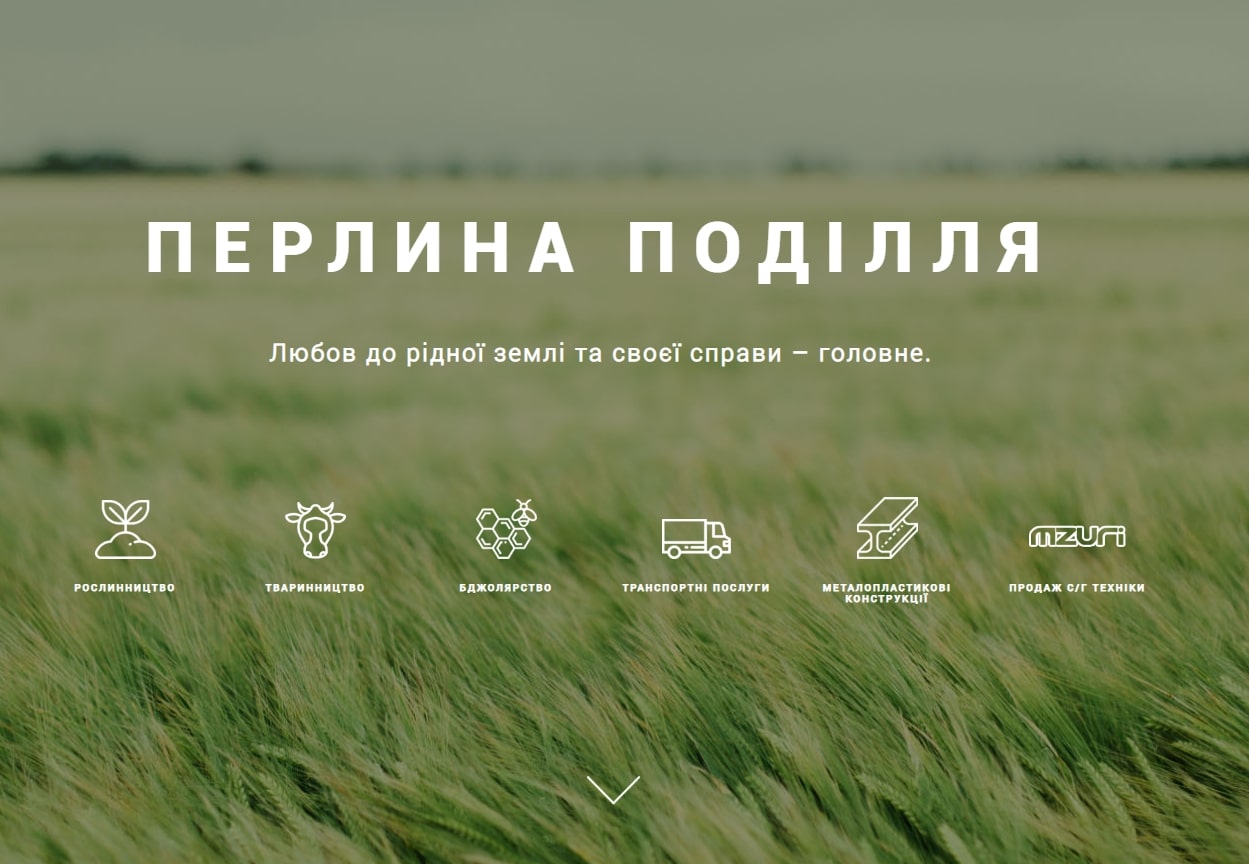 ПЕРЛИНА ПОДІЛЛЯ
Любов до рідної землі та своєї справи – головне.
mzuri
РОСЛИННИЦТВО
ТВАРИННИЦТВО
БДЖОЛЯРСТВО
ТРАНСПОРТНІ ПОСЛУГИ
МЕТАЛОПЛАСТИКОВІ
КОНСТРУКЦІЇ
ПРОДАЖ С/Г ТЕХНІКИ